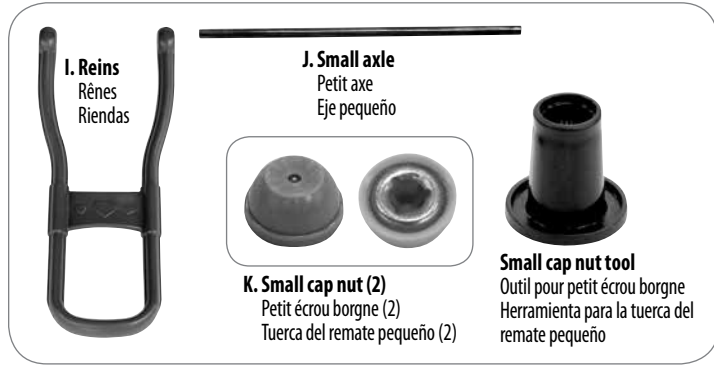 I. Reins
Rênes
Riendas
J. Small axle
Petit axe
Eje pequeño
K. Small cap nut (2)
Petit écrou borgne (2)
Tuerca del remate pequeño (2)
Small cap nut tool
Outil pour petit écrou borgne
Herramienta para la tuerca del
remate pequeño